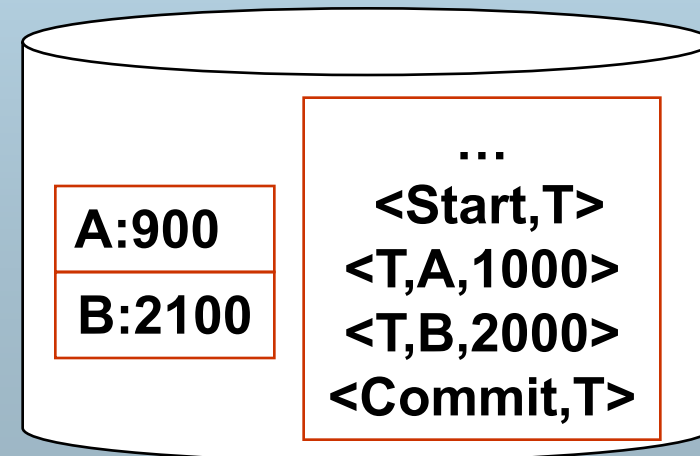 A:900
B:2100
…
<Start,T>
<T,A,1000>
<T,B,2000>
<Commit,T>